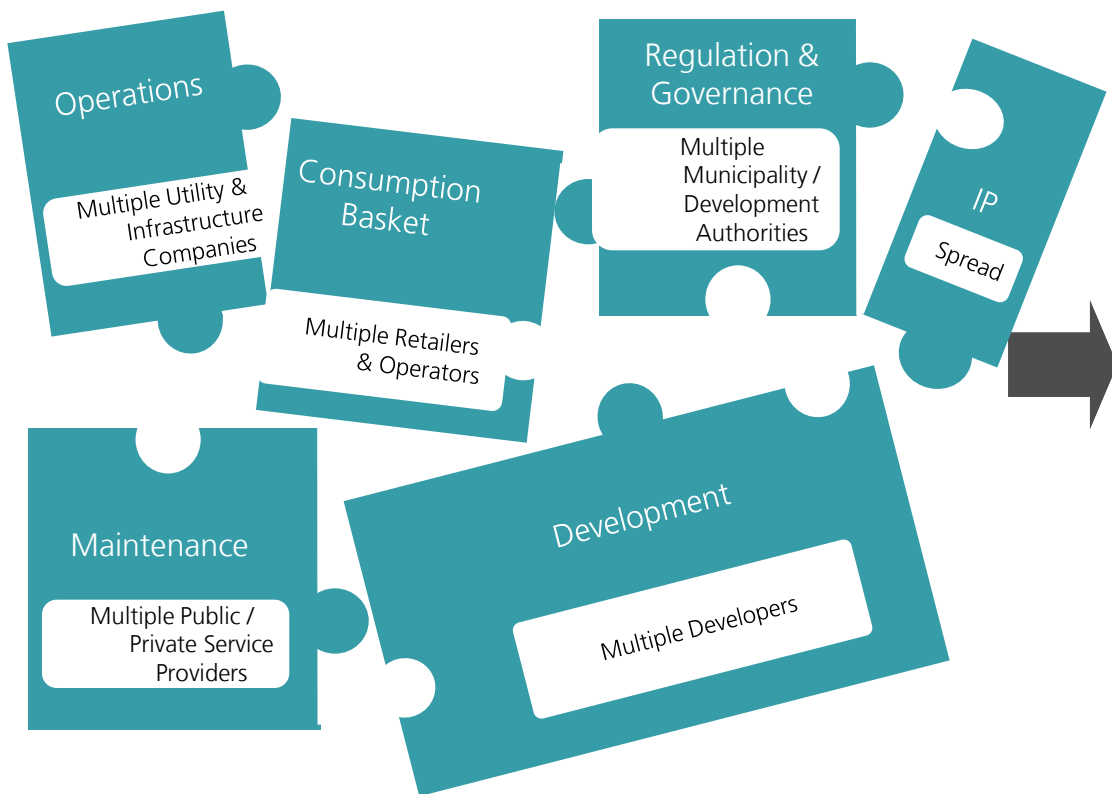 Operations
Multiple Utility &
Infrastructure
Companies
Consumption
Basket
Multiple Retailers
& Operators
Regulation &
Governance
Multiple
Municipality /
Development
Authorities
IP
Spread
Maintenance
Multiple Public /
Private Service
Providers
Development
Multiple Developers